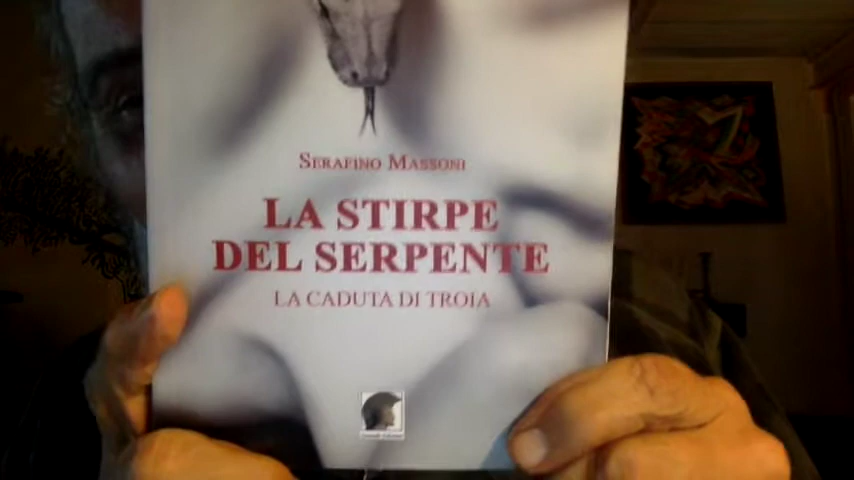 SERAFINO MASSONI
LA STIRPE
DEL SERPENTE
LA CADUTA DI TROIA